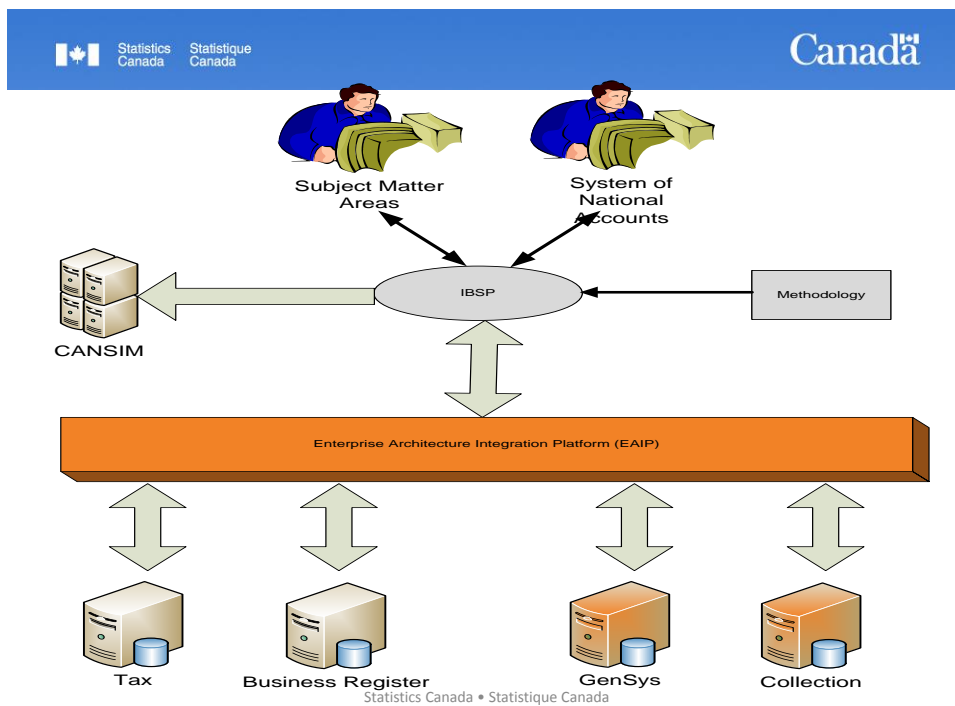 Statistics Statistique
Canada Canada
Canada
Subject Matter
Areas
System of
National
Accounts
IBSP
Methodology
CANSIM
Enterprise Architecture Integration Platform (EAIP)
Tax
Business Register
GenSys
Collection
Statistics Canada • Statistique Canada